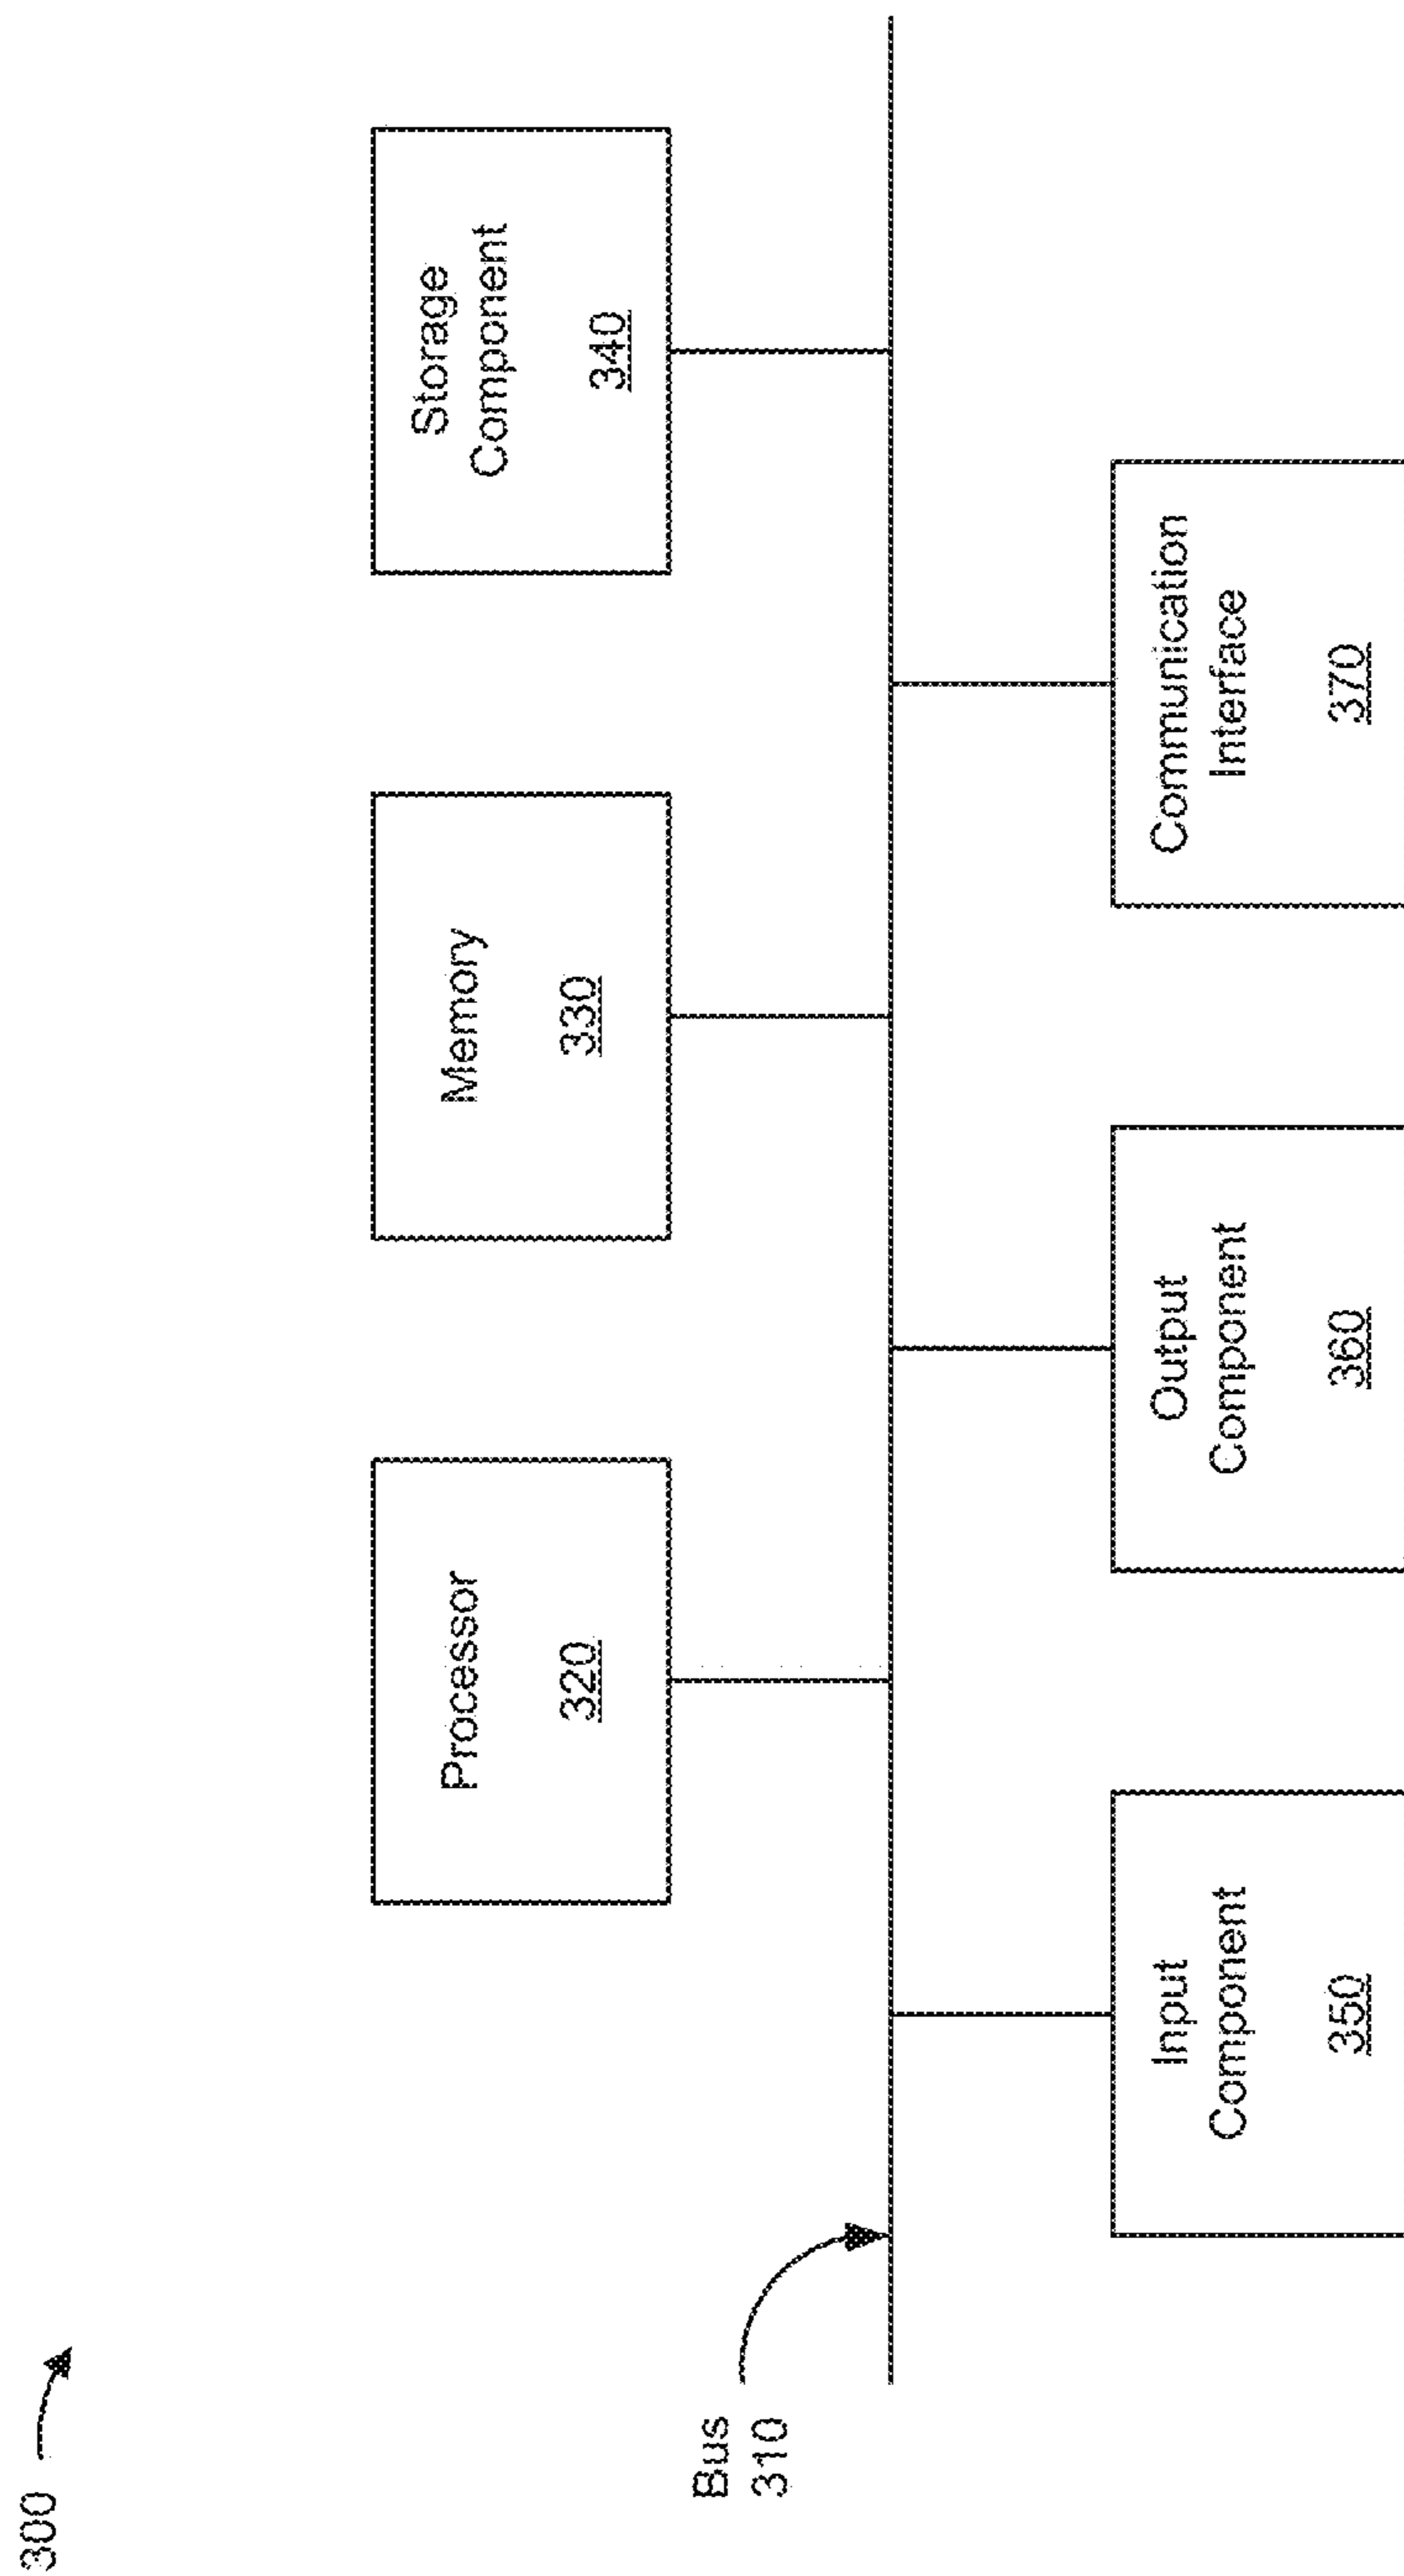 300
Processor
320
Memory
330
Storage
Component
340
Bus
310
Input
Component
350
Output
Component
360
Communication
Interface
370